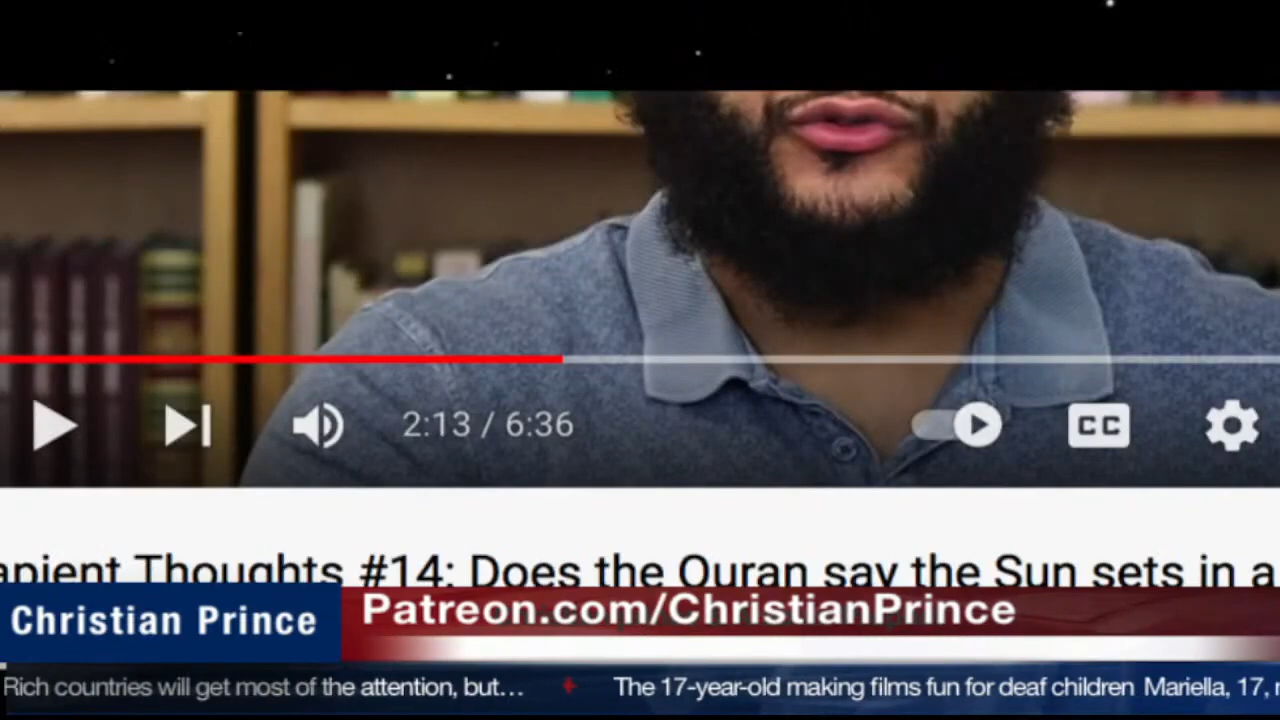 2:13 / 6:36
CC
apient Thoughts #14: Does the Quran say the Sun sets in a
Christian Prince
Patreon.com/ChristianPrince
Rich countries will get most of the attention, but… The 17-year-old making films fun for deaf children Mariella, 17,